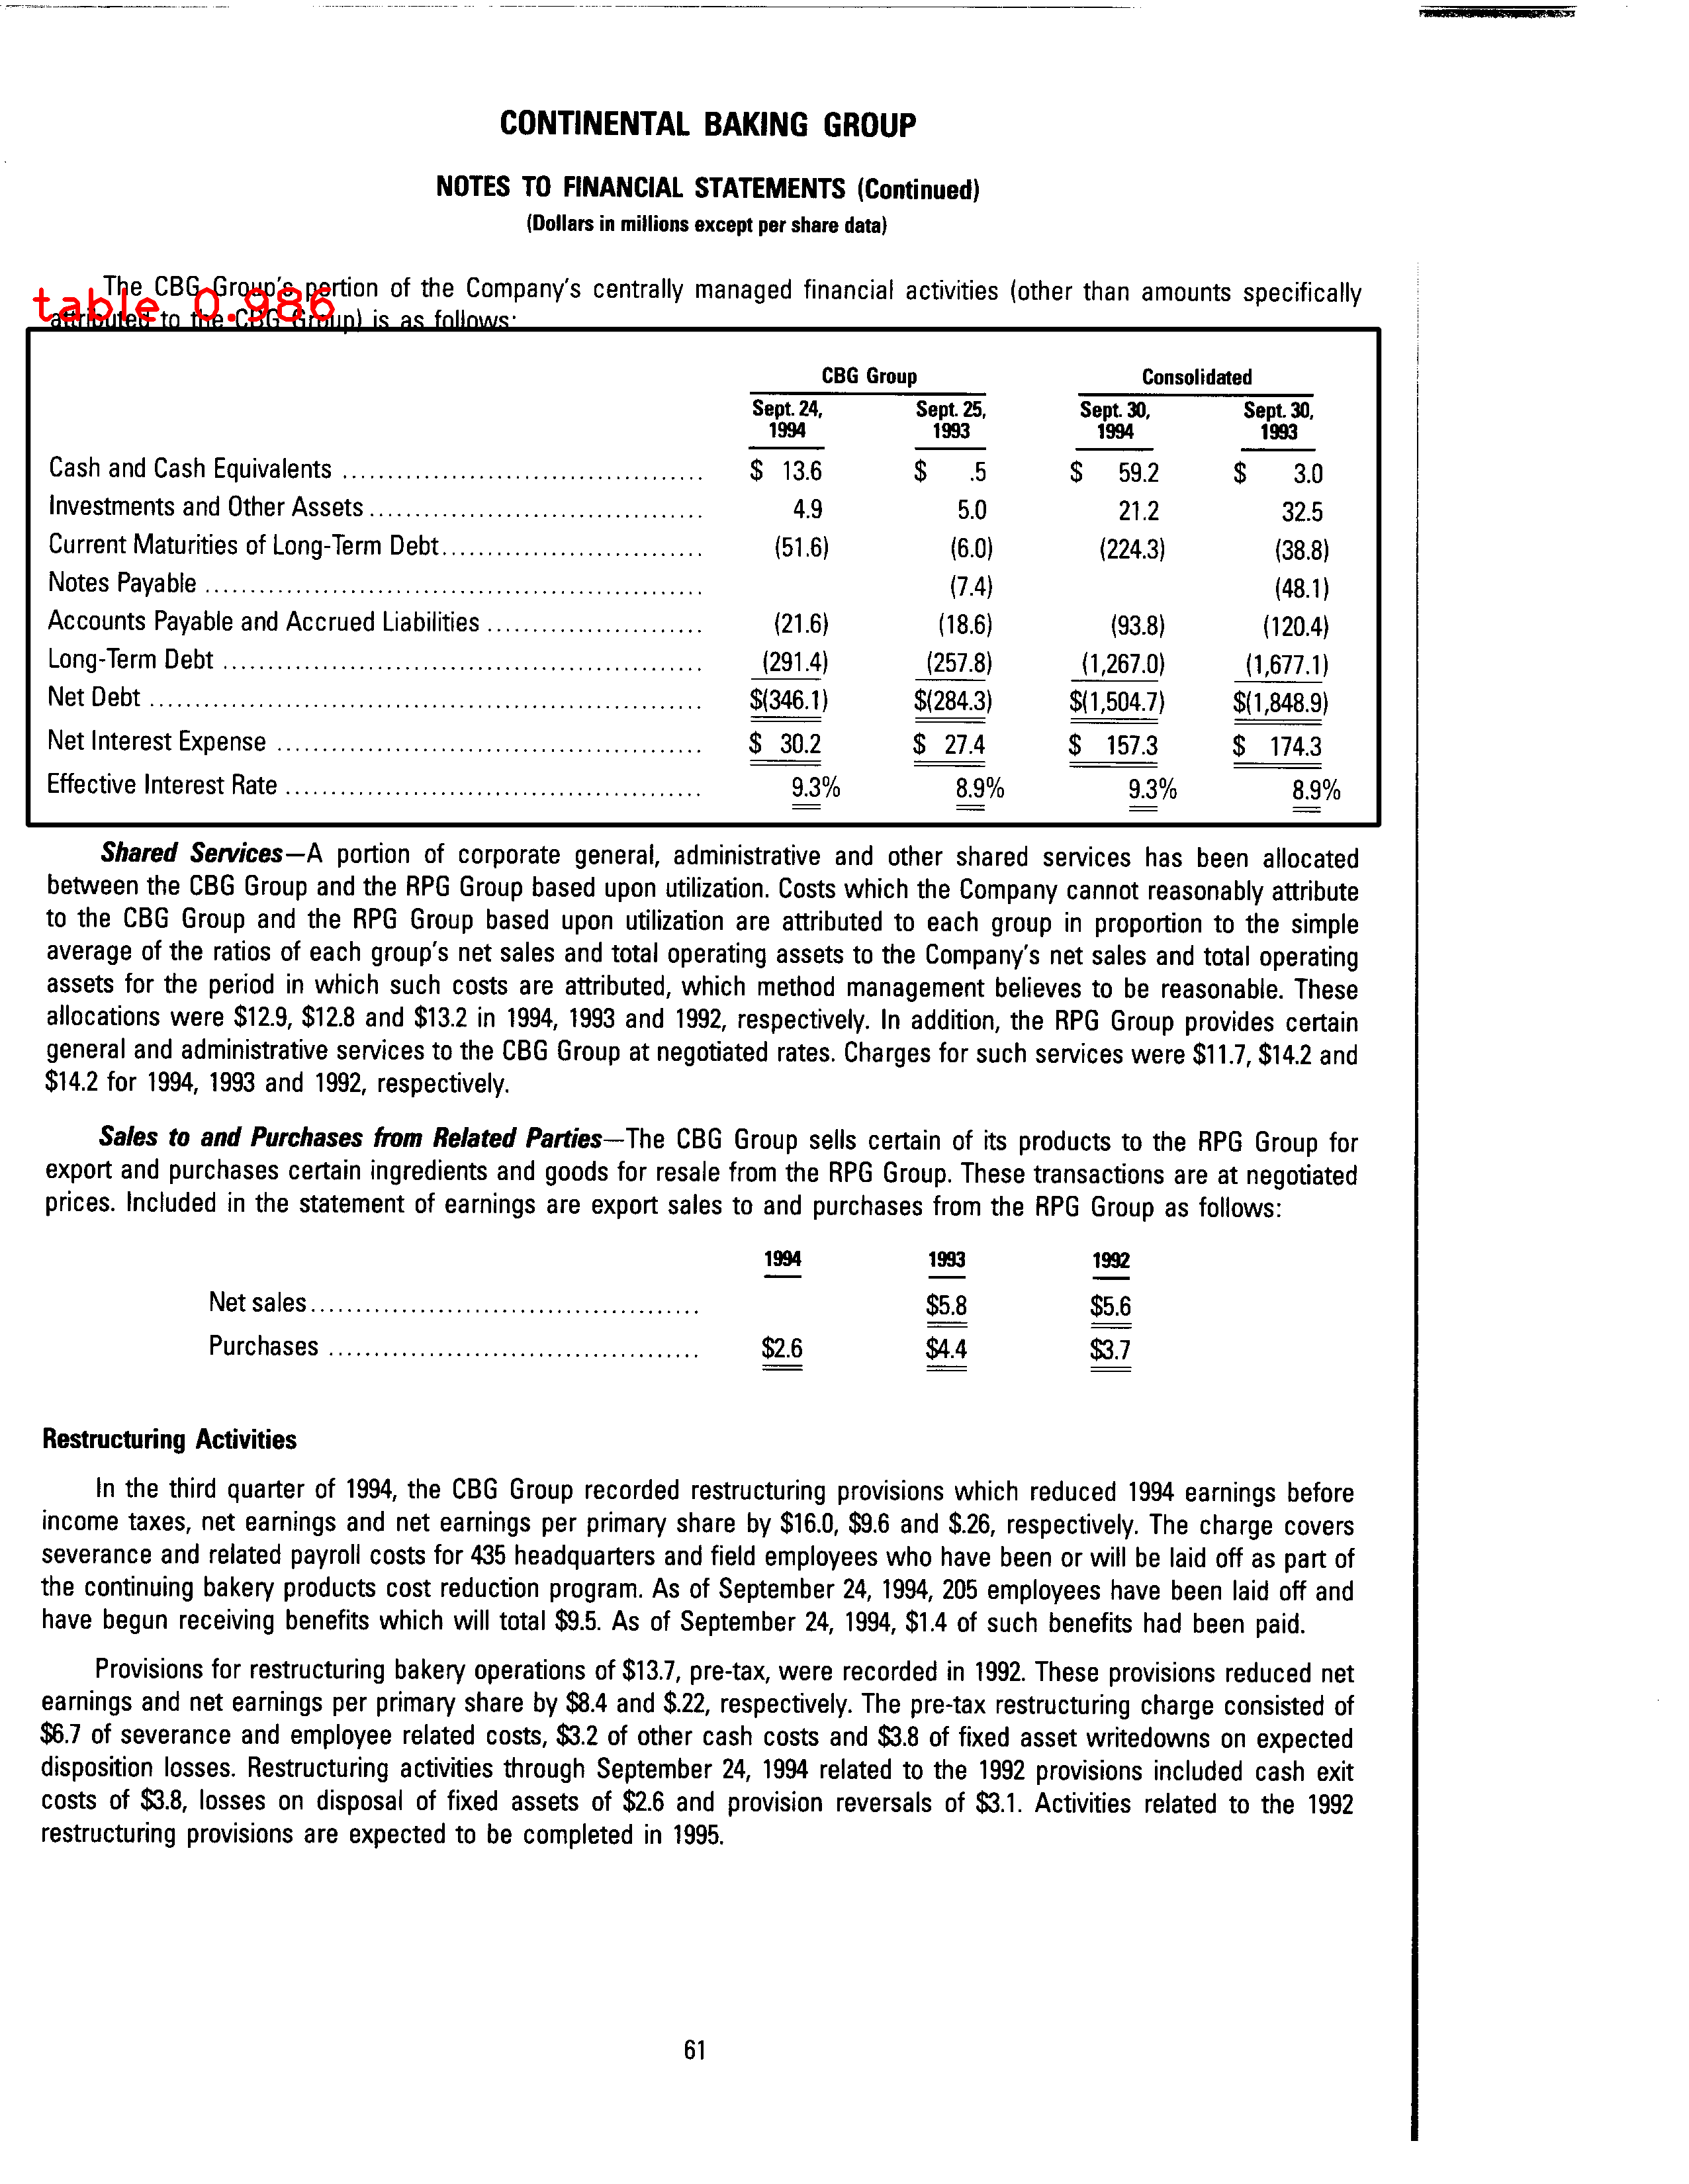 CONTINENTAL BAKING GROUP
NOTES TO FINANCIAL STATEMENTS (Continued)
(Dollars in millions except per share data)
The CBG Group's portion of the Company's centrally managed financial activities (other than amounts specifically
table 0.986
attributed to the CBG Group) is as follows:
CBG Group Consolidated
Sept. 24, Sept. 25, Sept. 30, Sept. 30,
1994 1993 1994 1993
Cash and Cash Equivalents ........................................ $ 13.6 $ .5 $ 59.2 $ 3.0
Investments and Other Assets ..................................... 4.9 5.0 21.2 32.5
Current Maturities of Long-Term Debt............................. (51.6) (6.0) (224.3) (38.8)
Notes Payable ....................................................... (7.4) (48.1)
Accounts Payable and Accrued Liabilities ........................ (21.6) (18.6) (93.8) (120.4)
Long-Term Debt ..................................................... (291.4) (257.8) (1,267.0) (1,677.1)
Net Debt ............................................................. $(346.1) $(284.3) $(1,504.7) $(1,848.9)
Net Interest Expense ............................................... $ 30.2 $ 27.4 $ 157.3 $ 174.3
Effective Interest Rate .............................................. 9.3% 8.9% 9.3% 8.9%
Shared Services—A portion of corporate general, administrative and other shared services has been allocated
between the CBG Group and the RPG Group based upon utilization. Costs which the Company cannot reasonably attribute
to the CBG Group and the RPG Group based upon utilization are attributed to each group in proportion to the simple
average of the ratios of each group's net sales and total operating assets to the Company's net sales and total operating
assets for the period in which such costs are attributed, which method management believes to be reasonable. These
allocations were $12.9, $12.8 and $13.2 in 1994, 1993 and 1992, respectively. In addition, the RPG Group provides certain
general and administrative services to the CBG Group at negotiated rates. Charges for such services were $11.7, $14.2 and
$14.2 for 1994, 1993 and 1992, respectively.
Sales to and Purchases from Related Parties—The CBG Group sells certain of its products to the RPG Group for
export and purchases certain ingredients and goods for resale from the RPG Group. These transactions are at negotiated
prices. Included in the statement of earnings are export sales to and purchases from the RPG Group as follows:
1994 1993 1992
Net sales........................................... $5.8 $5.6
Purchases ......................................... $2.6 $4.4 $3.7
Restructuring Activities
In the third quarter of 1994, the CBG Group recorded restructuring provisions which reduced 1994 earnings before
income taxes, net earnings and net earnings per primary share by $16.0, $9.6 and $.26, respectively. The charge covers
severance and related payroll costs for 435 headquarters and field employees who have been or will be laid off as part of
the continuing bakery products cost reduction program. As of September 24, 1994, 205 employees have been laid off and
have begun receiving benefits which will total $9.5. As of September 24, 1994, $1.4 of such benefits had been paid.
Provisions for restructuring bakery operations of $13.7, pre-tax, were recorded in 1992. These provisions reduced net
earnings and net earnings per primary share by $8.4 and $.22, respectively. The pre-tax restructuring charge consisted of
$6.7 of severance and employee related costs, $3.2 of other cash costs and $3.8 of fixed asset writedowns on expected
disposition losses. Restructuring activities through September 24, 1994 related to the 1992 provisions included cash exit
costs of $3.8, losses on disposal of fixed assets of $2.6 and provision reversals of $3.1. Activities related to the 1992
restructuring provisions are expected to be completed in 1995.
61